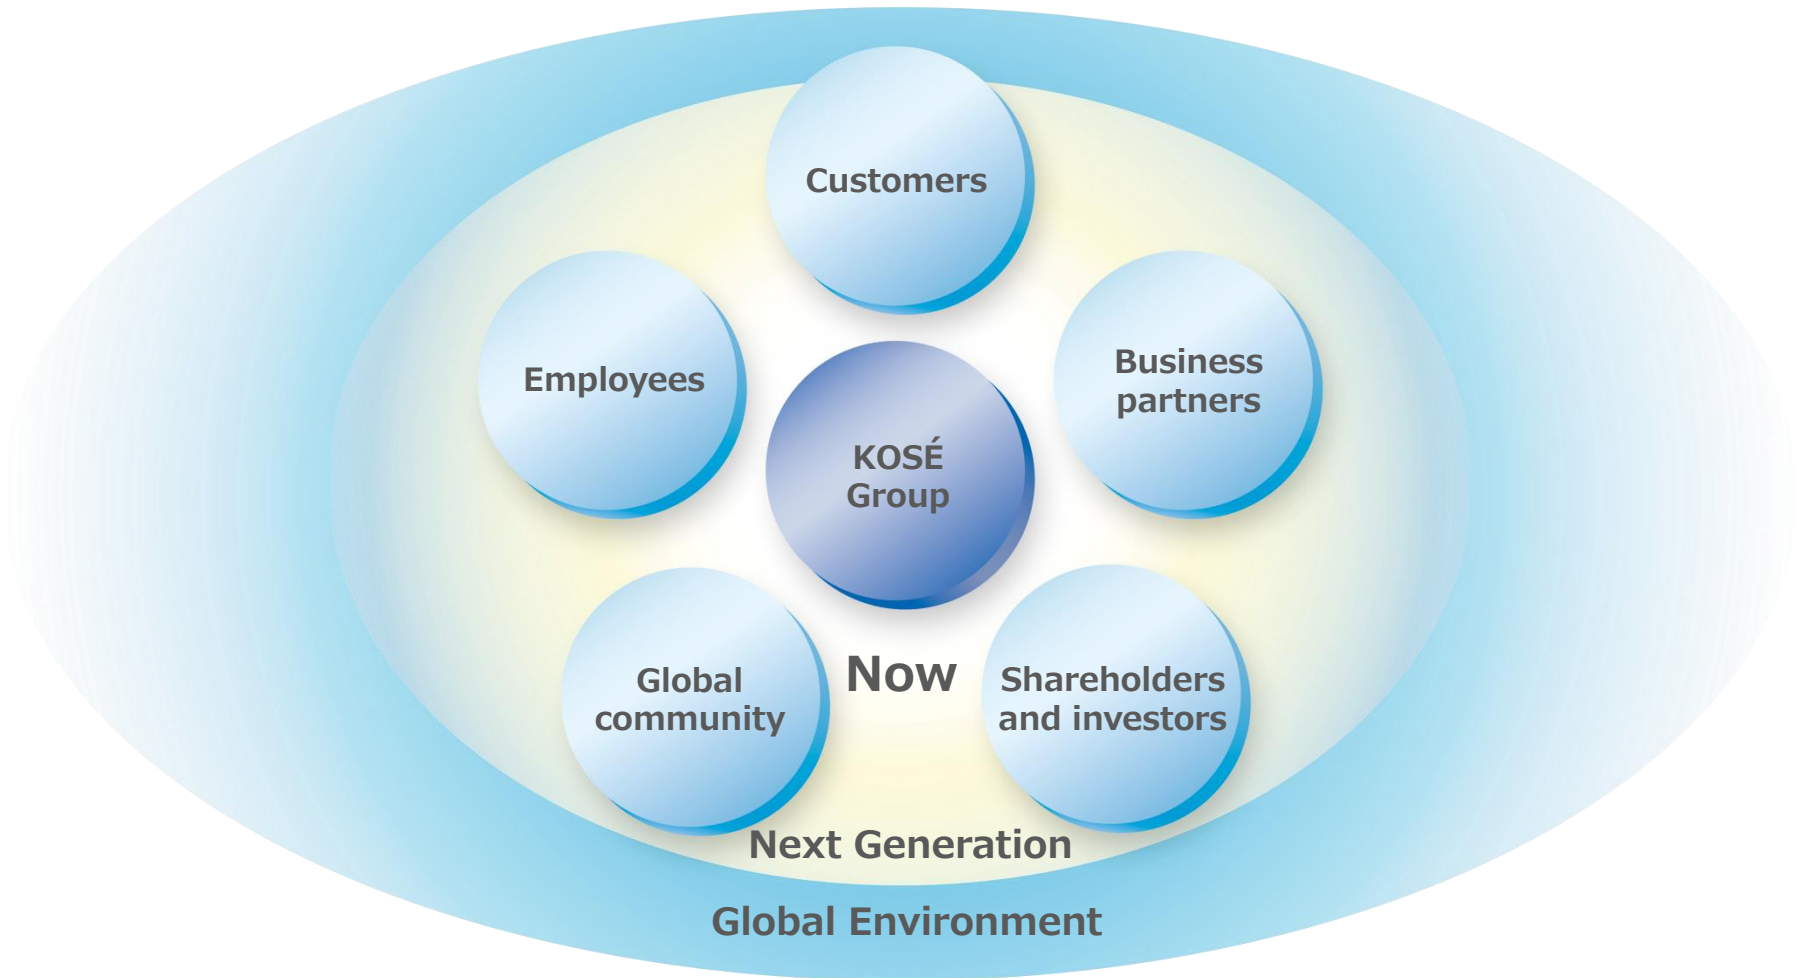 Customers
Employees
Business
partners
KOSÉ
Group
Now
Global
community
Shareholders
and investors
Next Generation
Global Environment